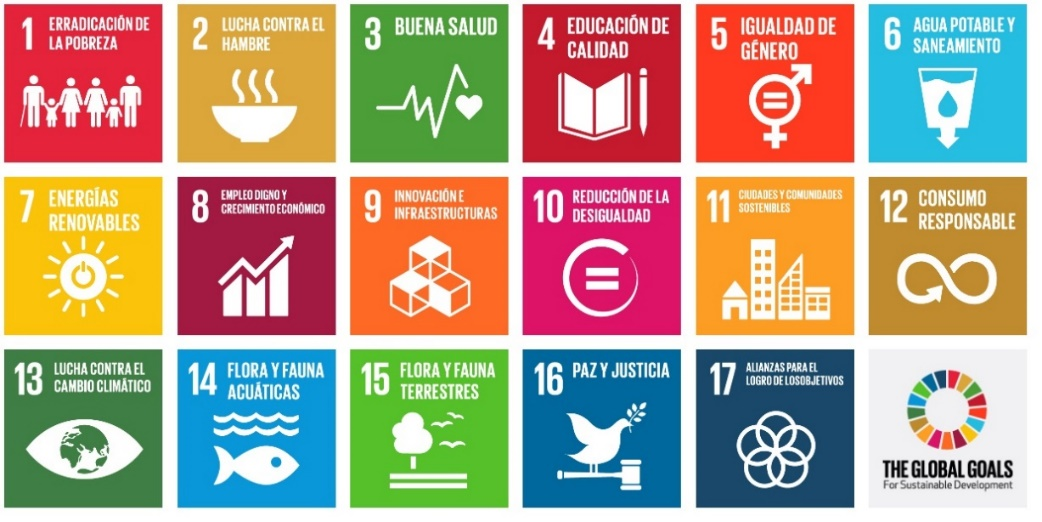 1 ERRADICACIÓN DE
LA POBREZA
2 LUCHA CONTRA EL
HAMBRE
3 BUENA SALUD
4 EDUCACIÓN DE
CALIDAD
5 IGUALDAD DE
GÉNERO
6 AGUA POTABLE Y
SANEAMIENTO
7 ENERGÍAS
RENOVABLES
8 EMPLEO DIGNO Y
CRECIMIENTO ECONÓMICO
9 INNOVACIÓN E
INFRAESTRUCTURAS
10 REDUCCIÓN DE LA
DESIGUALDAD
11 CIUDADES Y COMUNIDADES
SOSTENIBLES
12 CONSUMO
RESPONSABLE
13 LUCHA CONTRA EL
CAMBIO CLIMÁTICO
14 FLORA Y FAUNA
ACUÁTICAS
15 FLORA Y FAUNA
TERRESTRES
16 PAZ Y JUSTICIA
17 ALIANZAS PARA EL
LOGRO DE LOSOBJETIVOS
THE GLOBAL GOALS
For Sustainable Development